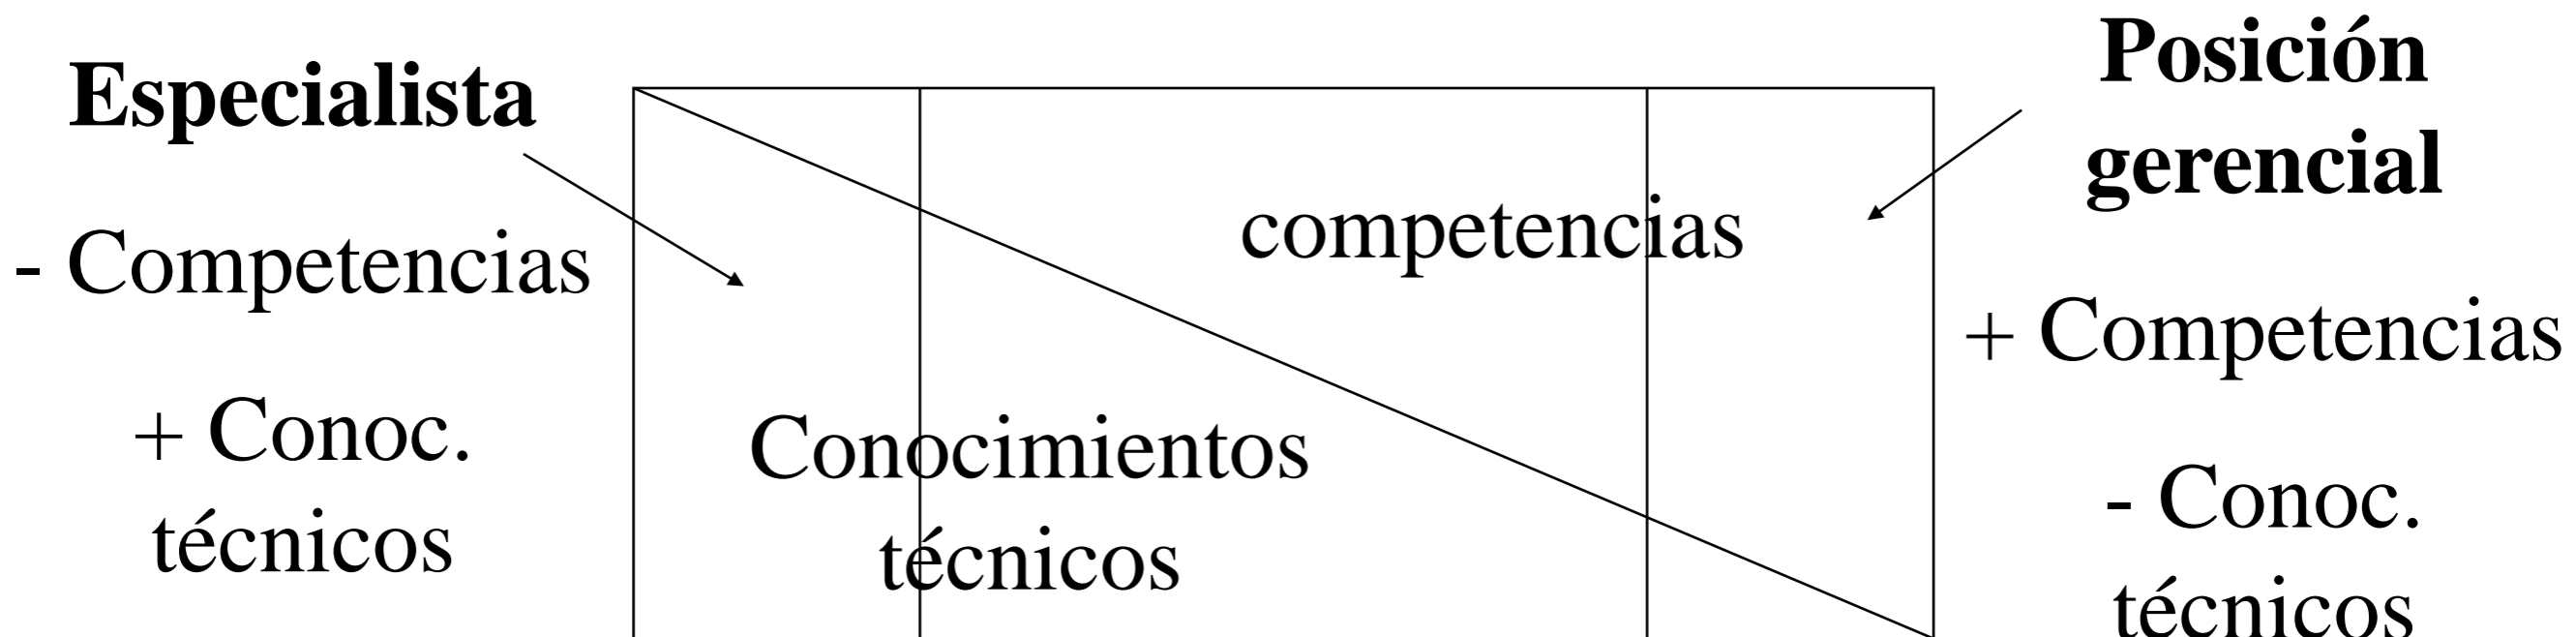 Especialista
- Competencias
+ Conoc.
técnicos
competencias
Conocimientos
técnicos
Posición
gerencial
+ Competencias
- Conoc.
técnicos